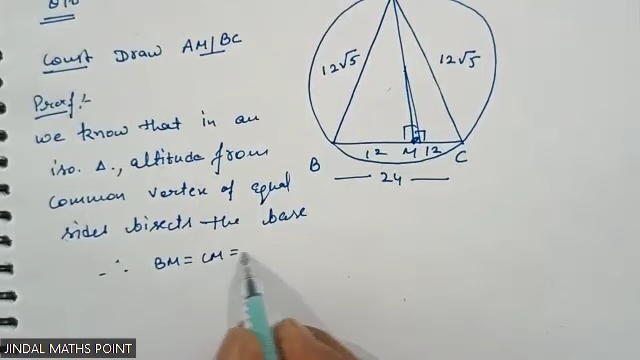 Const Draw AM⊥BC
Proof:-
we know that in an
iso. Δ., altitude from
common vertex of equal
sides bisects the base
∴ BM = CM =
12√5
12√5
12 M 12
B C
24
JINDAL MATHS POINT